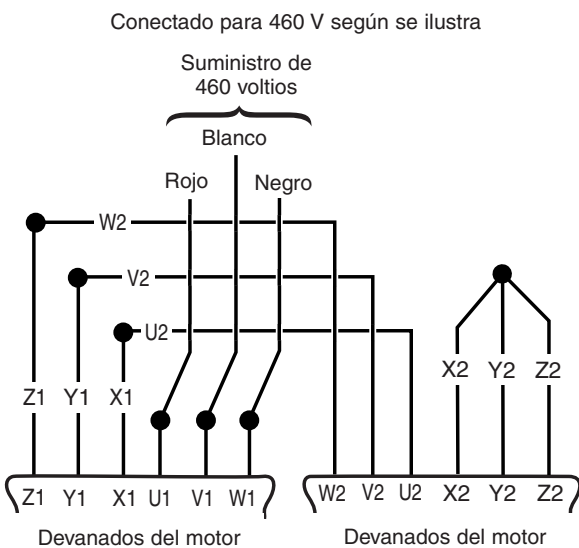 Conectado para 460 V según se ilustra
Suministro de
460 voltios
Blanco
Rojo
Negro
W2
V2
U2
Z1 Y1 X1
X2 Y2 Z2
Z1 Y1 X1 U1 V1 W1
W2 V2 U2 X2 Y2 Z2
Devanados del motor
Devanados del motor